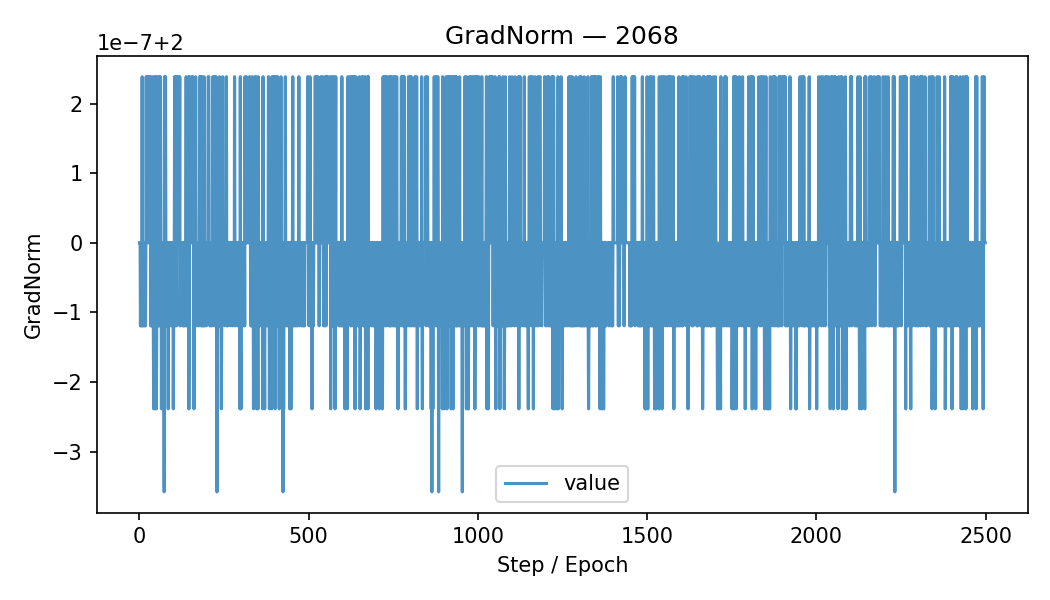 GradNorm — 2068
1e−7+2
2
1
0
−1
−2
−3
GradNorm
value
0 500 1000 1500 2000 2500
Step / Epoch